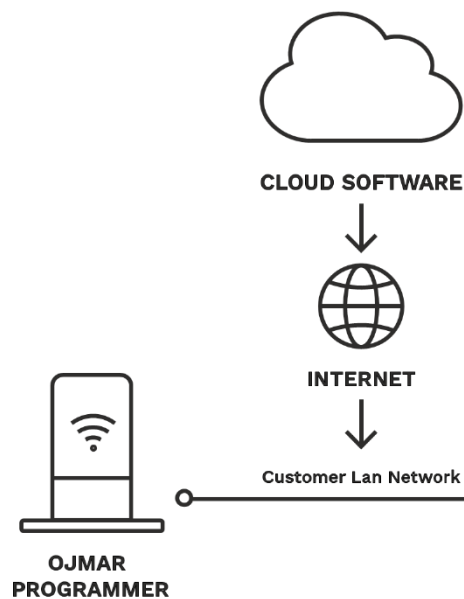 CLOUD SOFTWARE
INTERNET
Customer Lan Network
OJMAR
PROGRAMMER